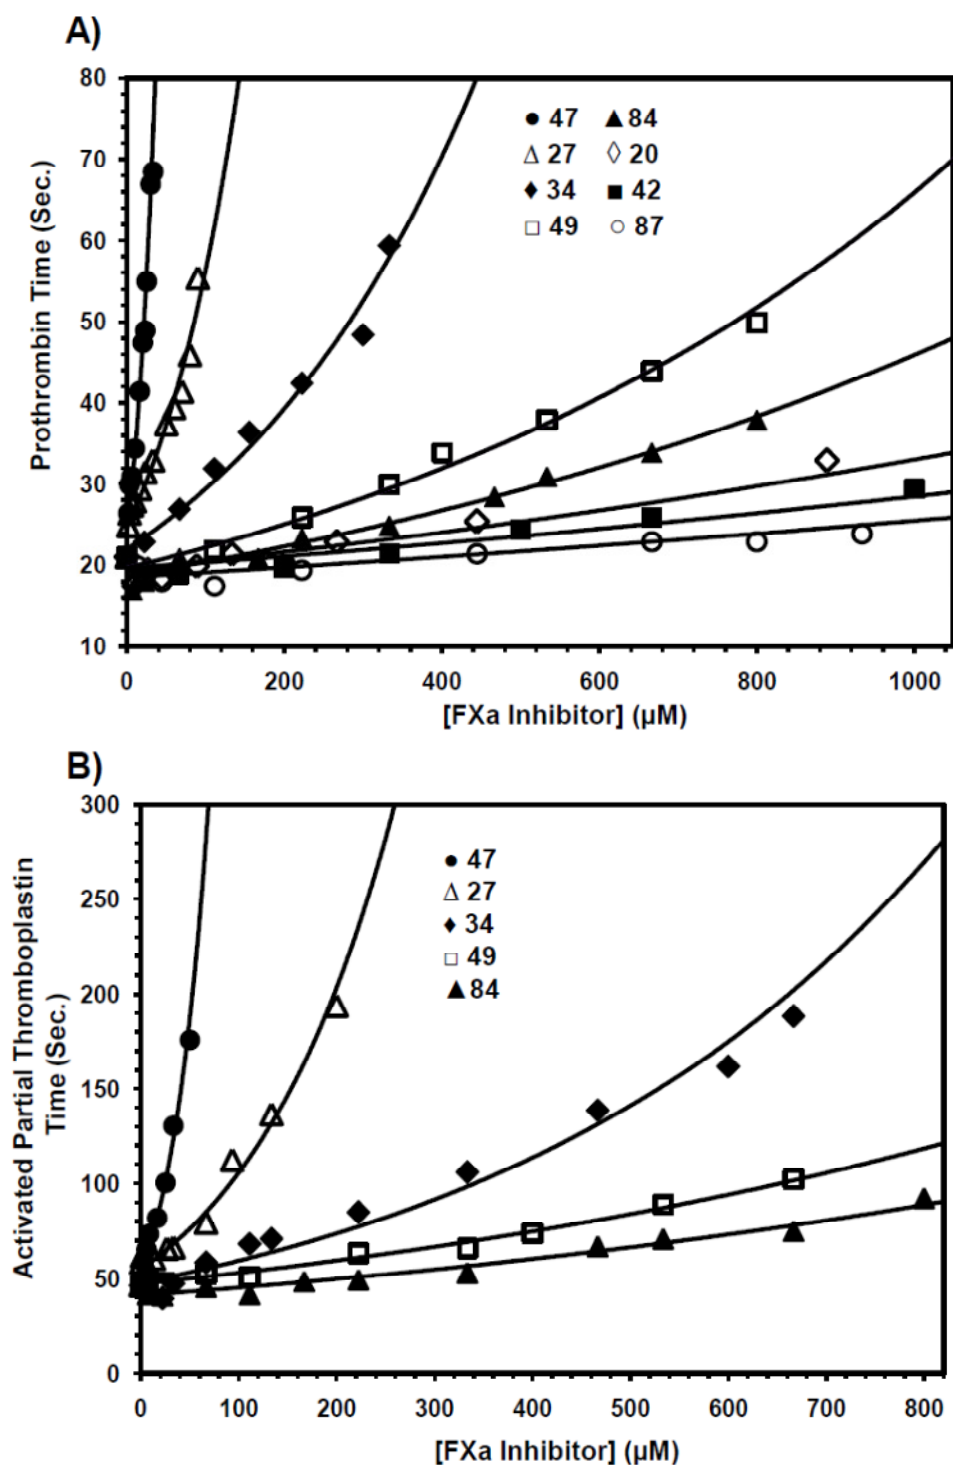 A)
Prothrombin Time (Sec.)
80
70
60
50
40
30
20
10
● 47 ▲ 84
△ 27 ◇ 20
♦ 34 ■ 42
□ 49 ○ 87
0 200 400 600 800 1000
[FXa Inhibitor] (µM)
B)
Activated Partial Thromboplastin
Time (Sec.)
300
250
200
150
100
50
0
● 47
△ 27
♦ 34
□ 49
▲ 84
0 100 200 300 400 500 600 700 800
[FXa Inhibitor] (µM)